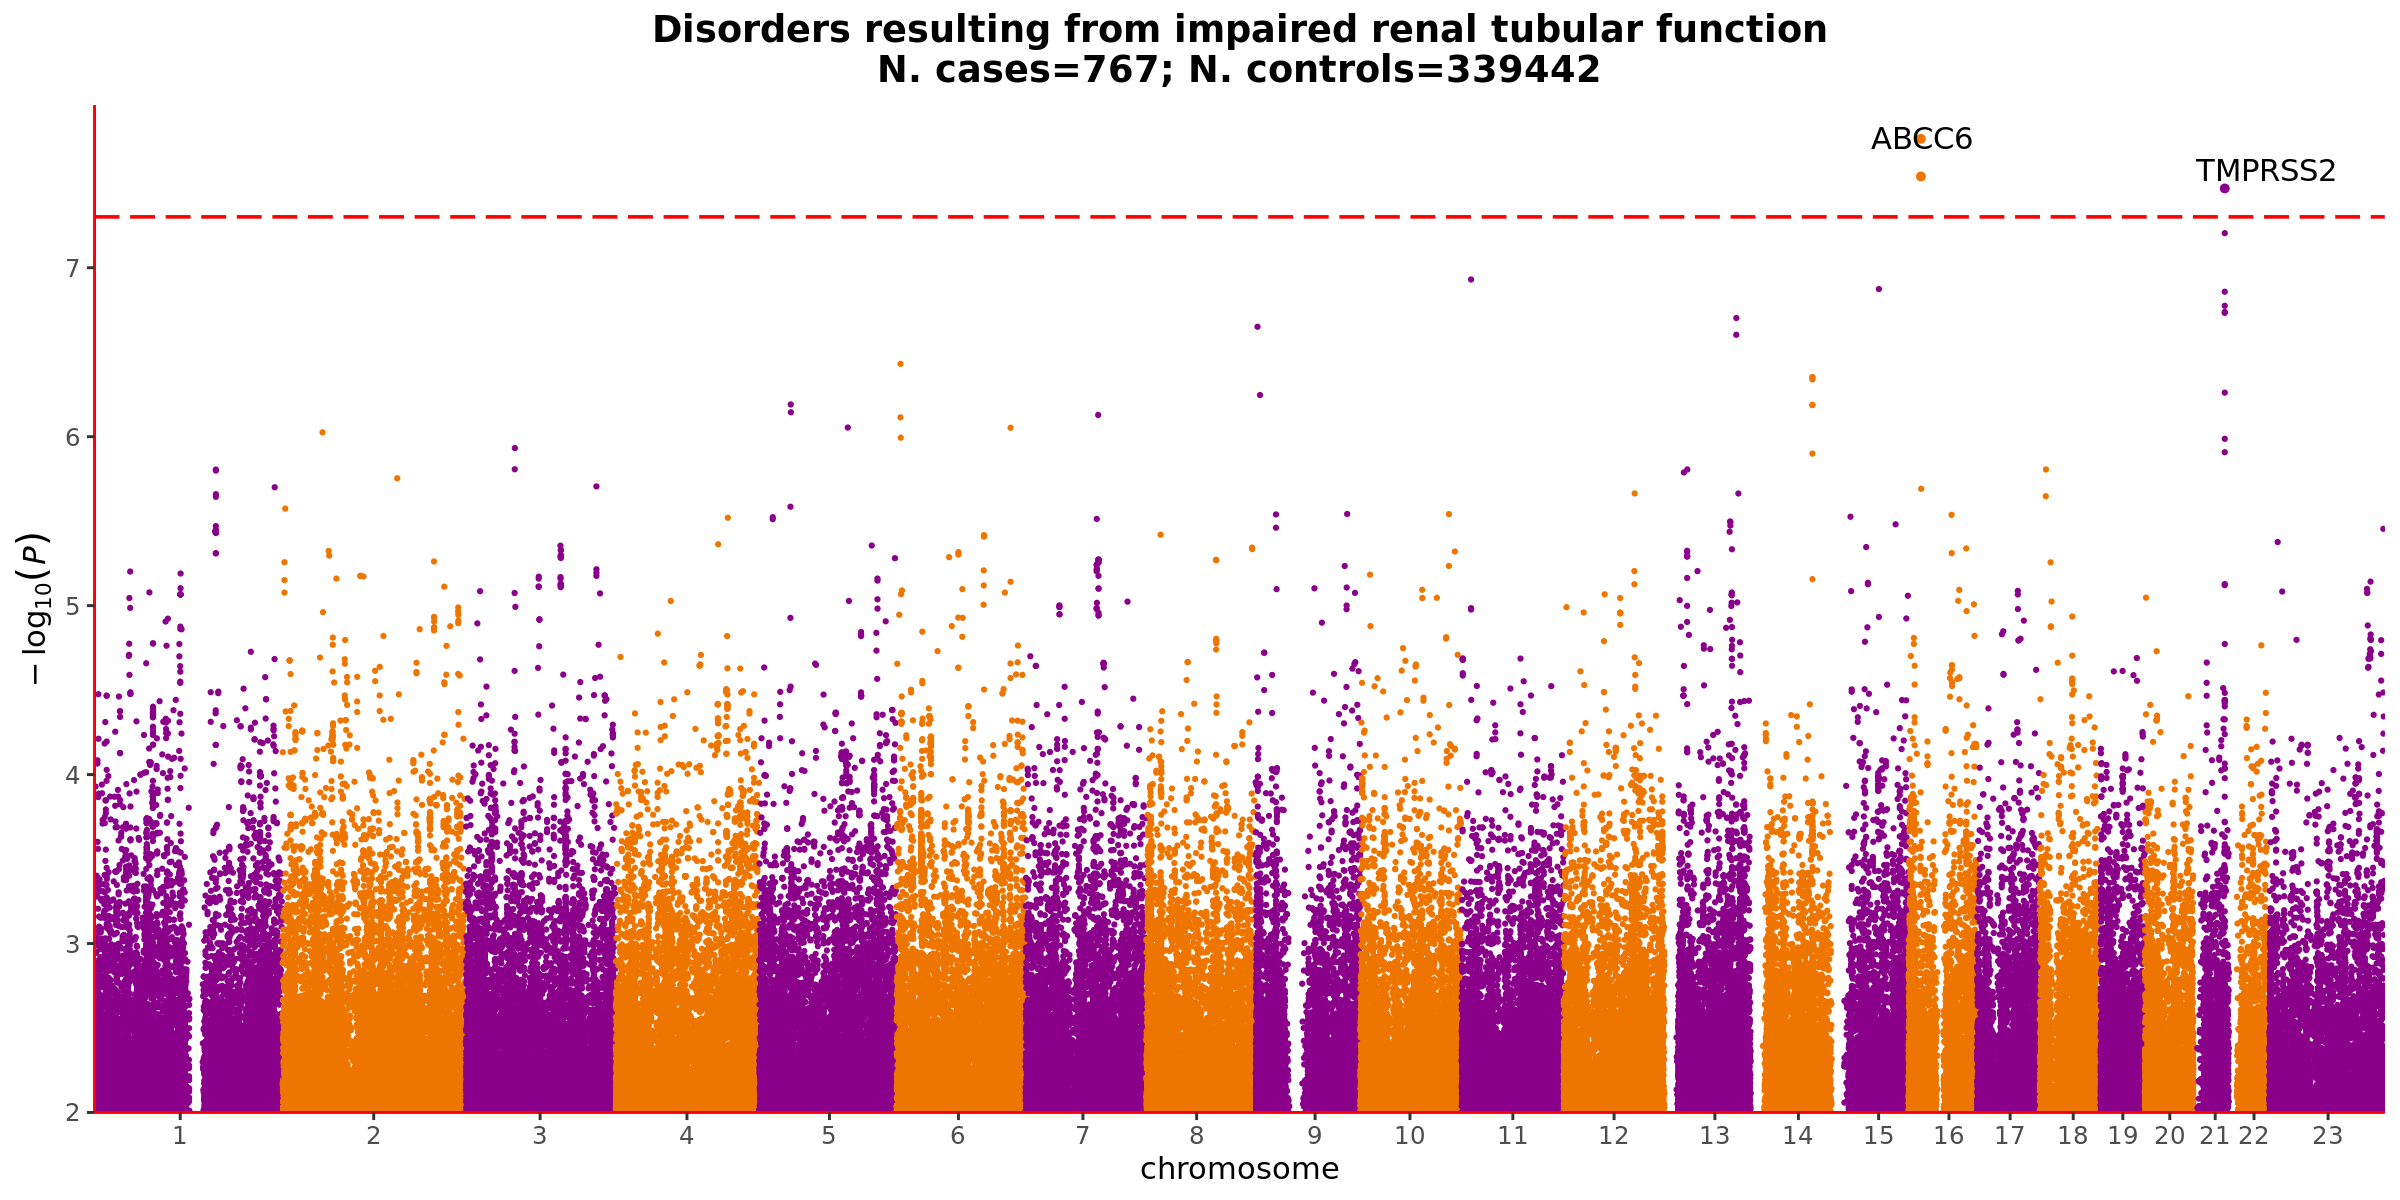 Disorders resulting from impaired renal tubular function
N. cases=767; N. controls=339442
ABCC6
TMPRSS2
7
6
5
4
3
2
− log10(P)
1 2 3 4 5 6 7 8 9 10 11 12 13 14 15 16 17 18 19 20 21 22 23
chromosome